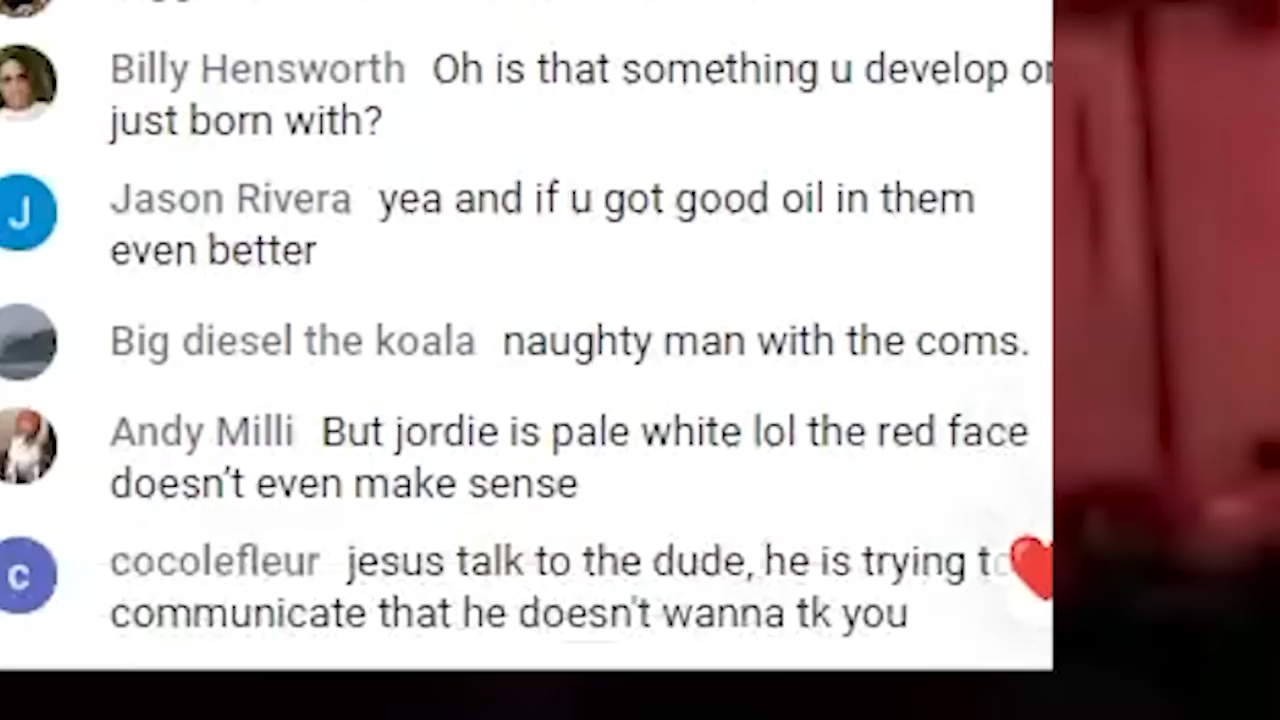 Billy Hensworth Oh is that something u develop or
just born with?
J Jason Rivera yea and if u got good oil in them
even better
Big diesel the koala naughty man with the coms.
Andy Milli But jordie is pale white lol the red face
doesn't even make sense
c cocolefleur jesus talk to the dude, he is trying to
communicate that he doesn't wanna tk you